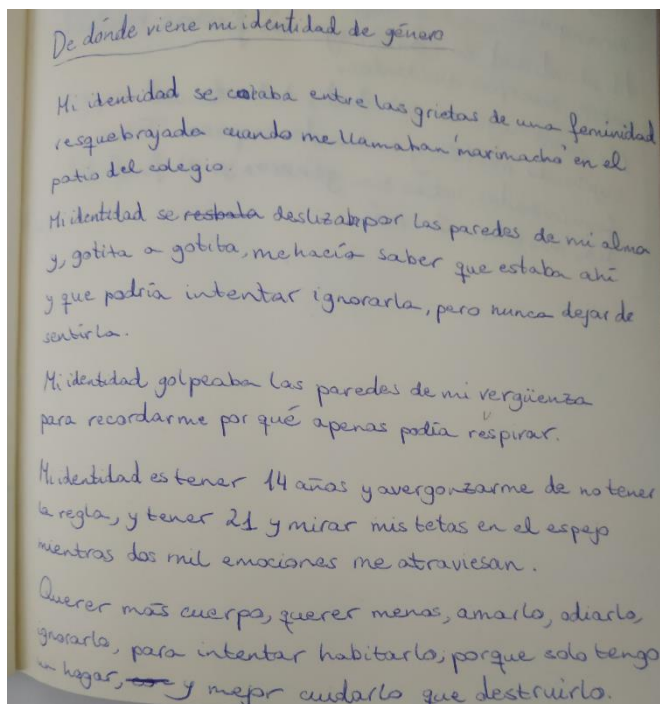 De dónde viene mi identidad de género
Mi identidad se colaba entre las grietas de una feminidad
resquebrajada cuando me llamaban 'marimacho' en el
patio del colegio.
Mi identidad se resbala deslizaba por las paredes de mi alma
y, gotita a gotita, me hacía saber que estaba ahí
y que podría intentar ignorarla, pero nunca dejar de
sentirla.
Mi identidad golpeaba las paredes de mi vergüenza
para recordarme por qué apenas podía respirar.
Mi identidad es tener 14 años y avergonzarme de no tener
la regla, y tener 21 y mirar mis tetas en el espejo
mientras dos mil emociones me atraviesan.
Querer más cuerpo, querer menos, amarlo, odiarlo,
ignorarlo, para intentar habitarlo; porque solo tengo
un hogar, y mejor cuidarlo que destruirlo.